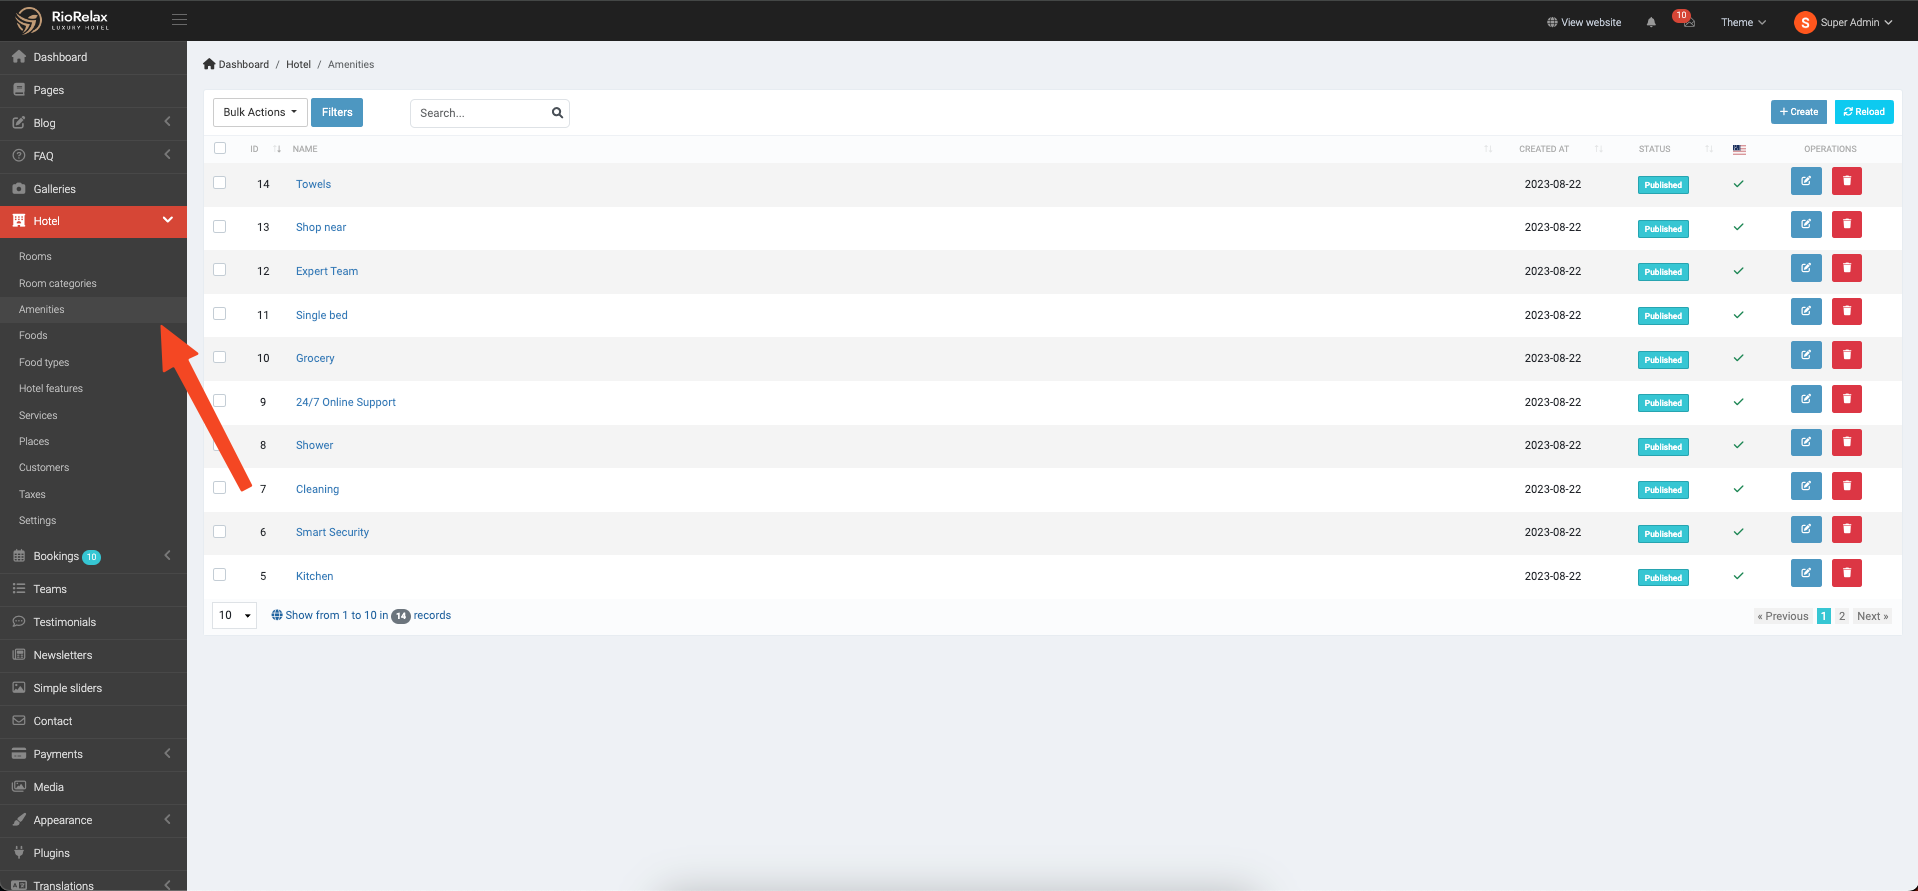 RioRelax
LUXURY HOTEL
View website
10
Theme
S
Super Admin
Dashboard
Pages
Blog
FAQ
Galleries
Hotel
Rooms
Room categories
Amenities
Foods
Food types
Hotel features
Services
Places
Customers
Taxes
Settings
Bookings 10
Teams
Testimonials
Newsletters
Simple sliders
Contact
Payments
Media
Appearance
Plugins
Translations
Dashboard / Hotel / Amenities
Bulk Actions Filters Search... + Create Reload
ID NAME CREATED AT STATUS OPERATIONS
14 Towels 2023-08-22 Published
13 Shop near 2023-08-22 Published
12 Expert Team 2023-08-22 Published
11 Single bed 2023-08-22 Published
10 Grocery 2023-08-22 Published
9 24/7 Online Support 2023-08-22 Published
8 Shower 2023-08-22 Published
7 Cleaning 2023-08-22 Published
6 Smart Security 2023-08-22 Published
5 Kitchen 2023-08-22 Published
10 Show from 1 to 10 in 14 records « Previous 1 2 Next »